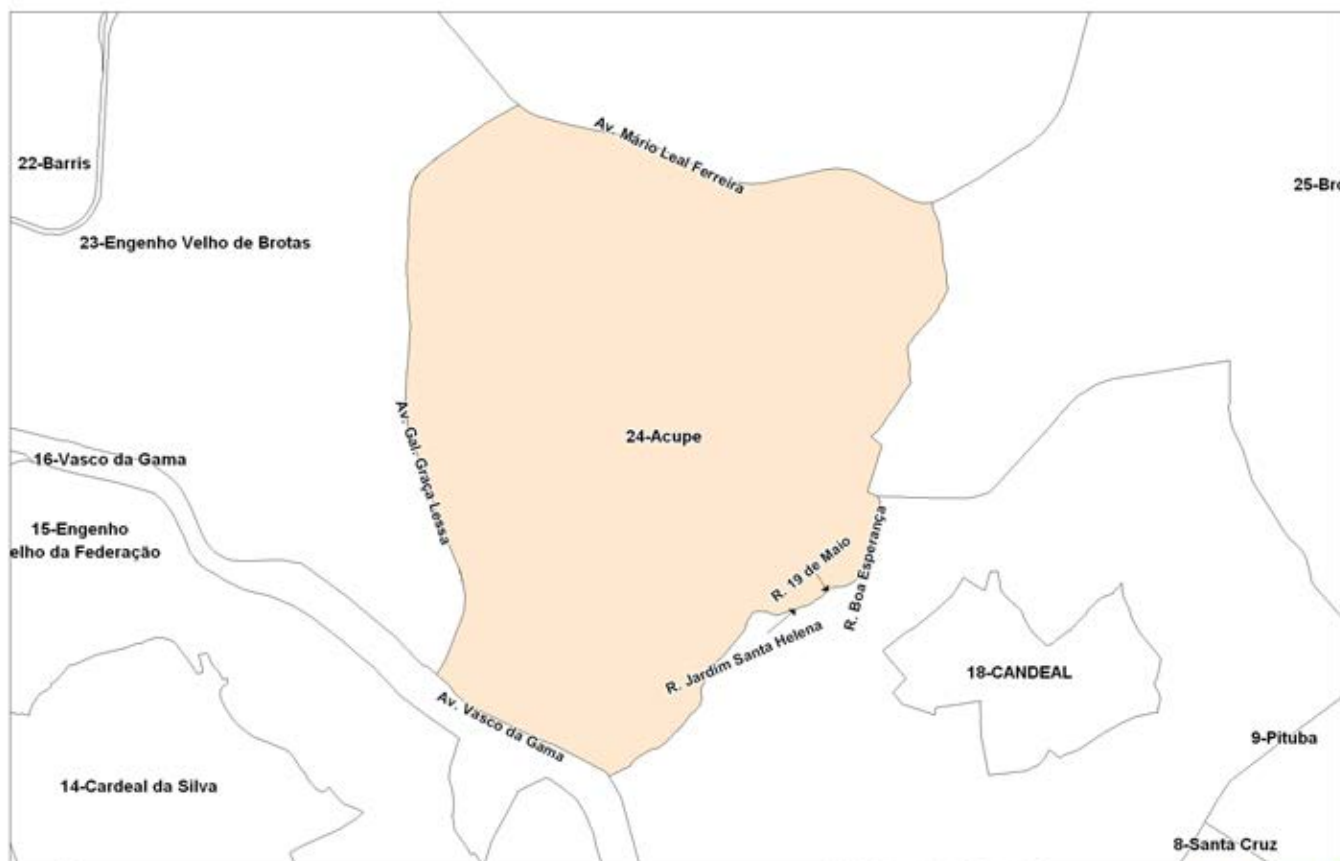 Av. Mário Leal Ferreira
22-Barris
25-Bro
23-Engenho Velho de Brotas
24-Acupe
Av. Gal. Graça Lessa
16-Vasco da Gama
15-Engenho
elho da Federação
R. 19 de Maio
R. Boa Esperança
R. Jardim Santa Helena
18-CANDEAL
Av. Vasco da Gama
9-Pituba
14-Cardeal da Silva
8-Santa Cruz